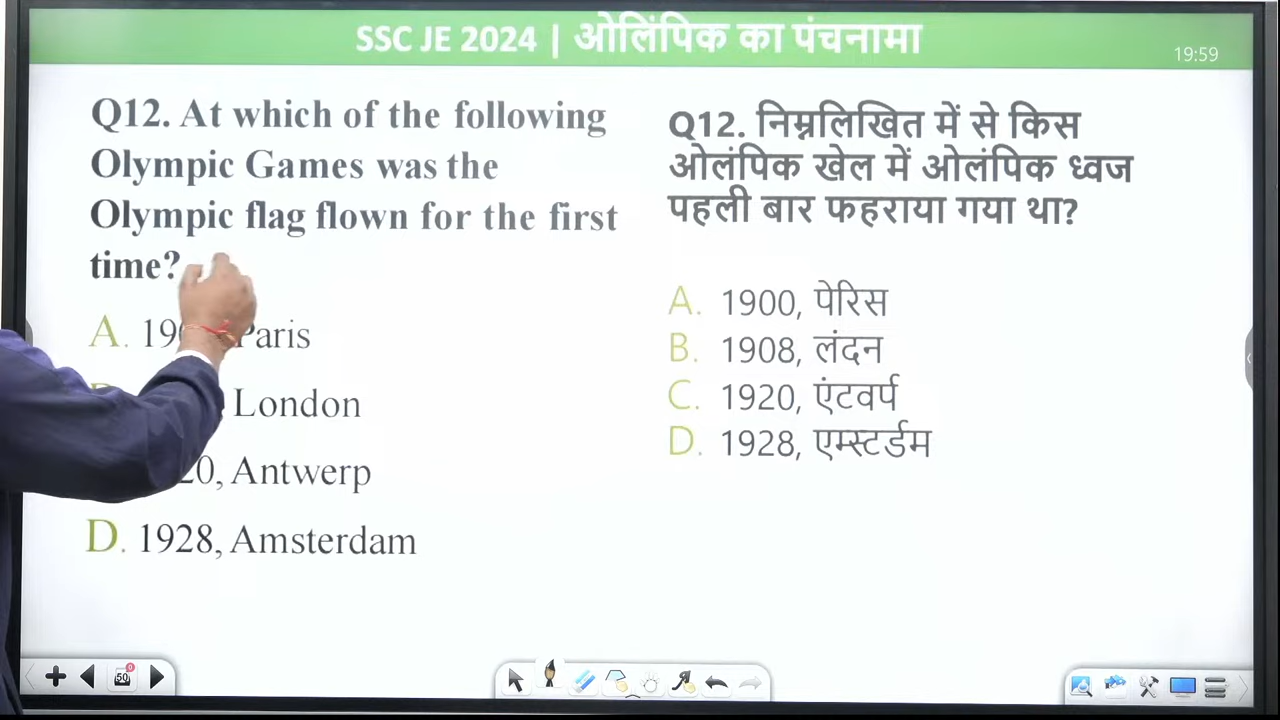 SSC JE 2024 | ओलिंपिक का पंचनामा
19:59
Q12. At which of the following
Olympic Games was the
Olympic flag flown for the first
time?
A. 19 Paris
London
20, Antwerp
D. 1928, Amsterdam
Q12. निम्नलिखित में से किस
ओलंपिक खेल में ओलंपिक ध्वज
पहली बार फहराया गया था?
A. 1900, पेरिस
B. 1908, लंदन
C. 1920, एंटवर्प
D. 1928, एम्स्टर्डम
50